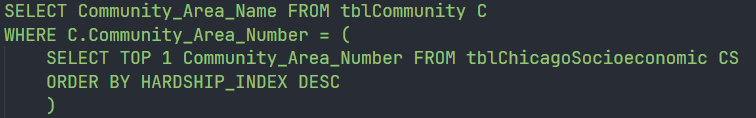 SELECT Community_Area_Name FROM tblCommunity C
WHERE C.Community_Area_Number = (
    SELECT TOP 1 Community_Area_Number FROM tblChicagoSocioeconomic CS
    ORDER BY HARDSHIP_INDEX DESC
    )